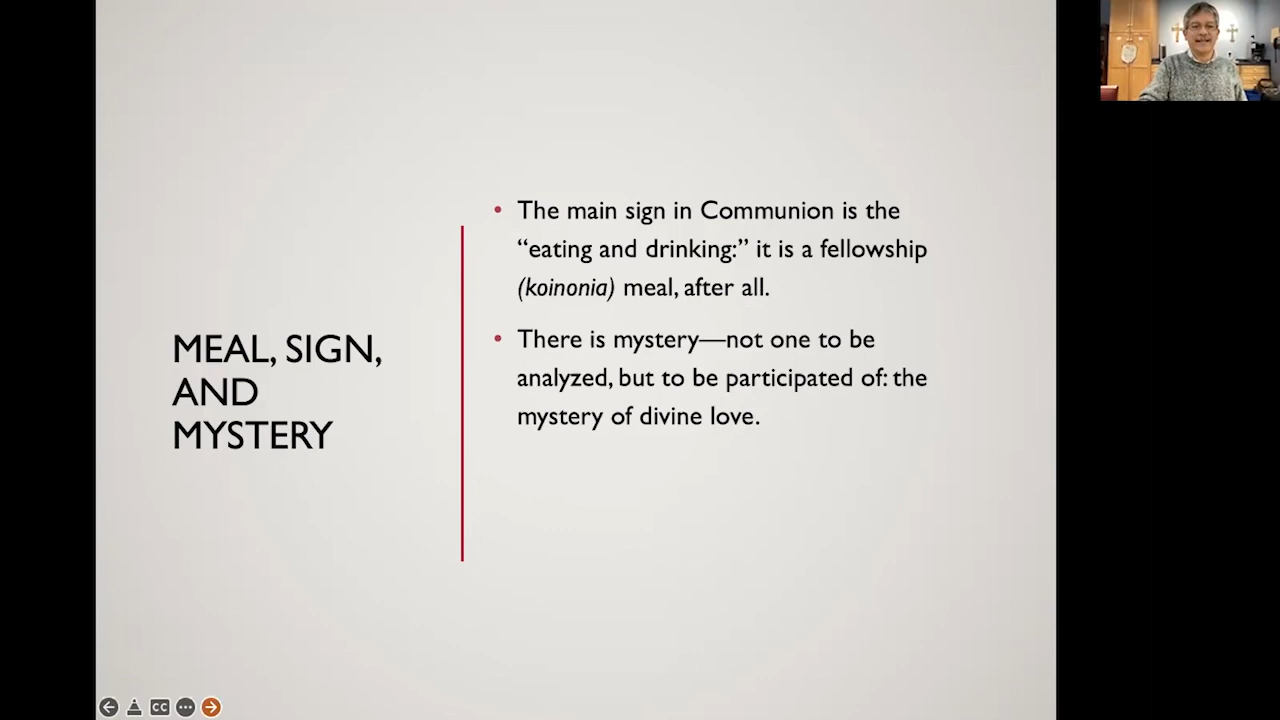 MEAL, SIGN,
AND
MYSTERY
• The main sign in Communion is the
“eating and drinking:” it is a fellowship
(koinonia) meal, after all.
• There is mystery—not one to be
analyzed, but to be participated of: the
mystery of divine love.
CC